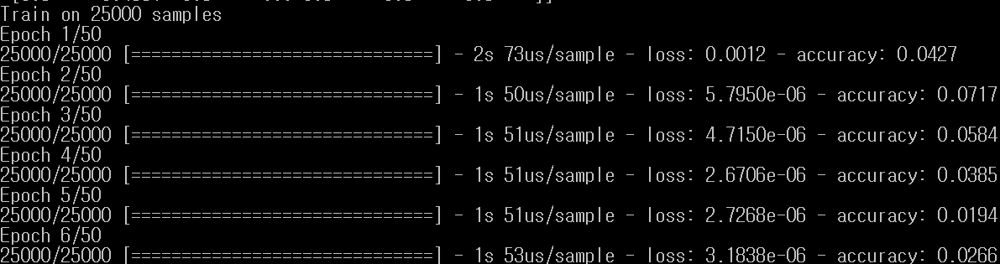 Train on 25000 samples
Epoch 1/50
25000/25000 [==============================] - 2s 73us/sample - loss: 0.0012 - accuracy: 0.0427
Epoch 2/50
25000/25000 [==============================] - 1s 50us/sample - loss: 5.7950e-06 - accuracy: 0.0717
Epoch 3/50
25000/25000 [==============================] - 1s 51us/sample - loss: 4.7150e-06 - accuracy: 0.0584
Epoch 4/50
25000/25000 [==============================] - 1s 51us/sample - loss: 2.6706e-06 - accuracy: 0.0385
Epoch 5/50
25000/25000 [==============================] - 1s 51us/sample - loss: 2.7268e-06 - accuracy: 0.0194
Epoch 6/50
25000/25000 [==============================] - 1s 53us/sample - loss: 3.1838e-06 - accuracy: 0.0266